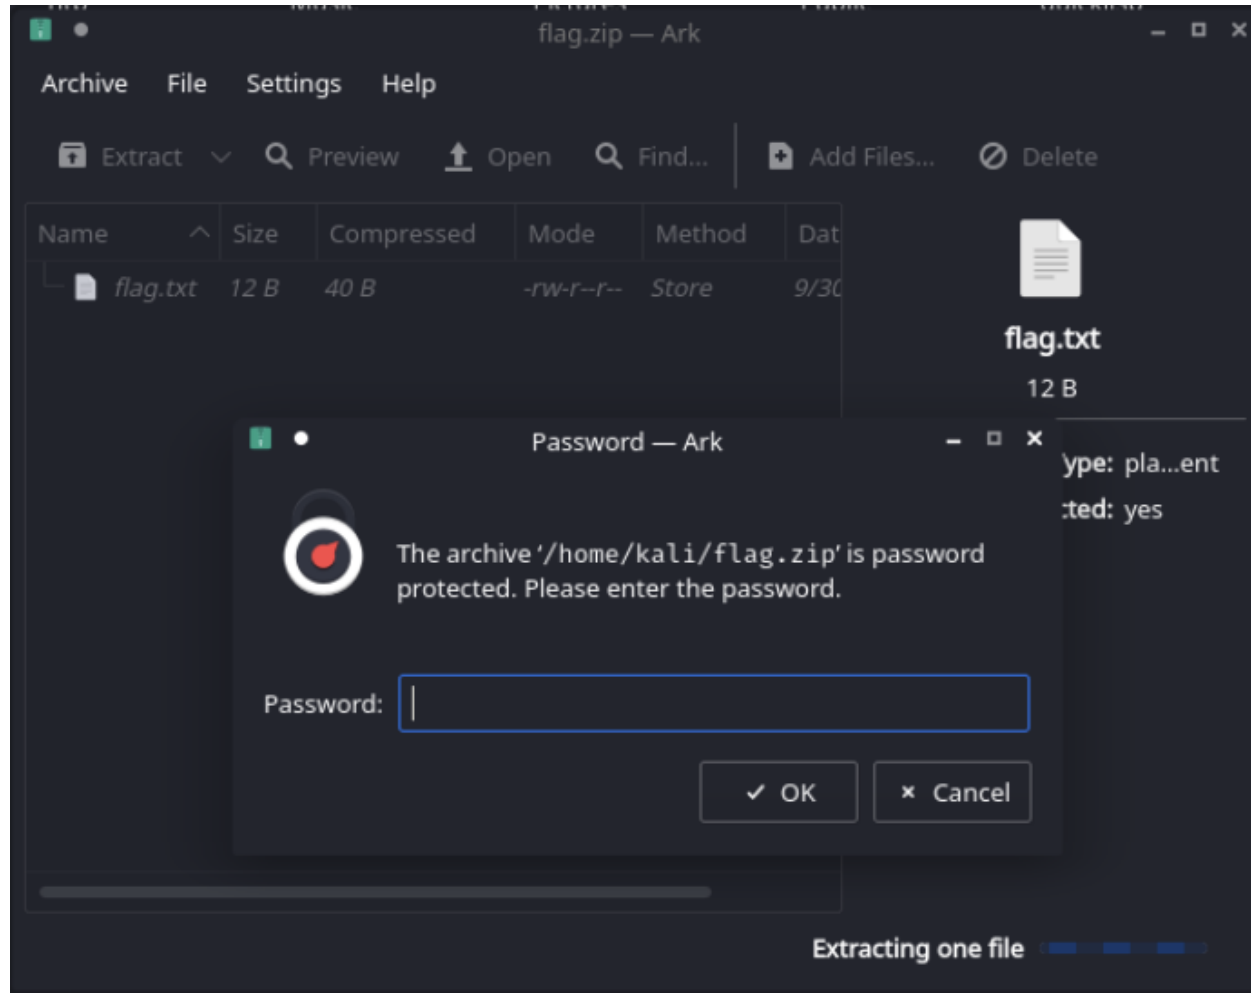 flag.zip — Ark
Archive File Settings Help
Extract Preview Open Find... Add Files... Delete
Name Size Compressed Mode Method Dat
flag.txt 12 B 40 B -rw-r--r-- Store 9/30
flag.txt
12 B
ype: pla...ent
cted: yes
Password — Ark
The archive ‘/home/kali/flag.zip’ is password
protected. Please enter the password.
Password:
OK Cancel
Extracting one file